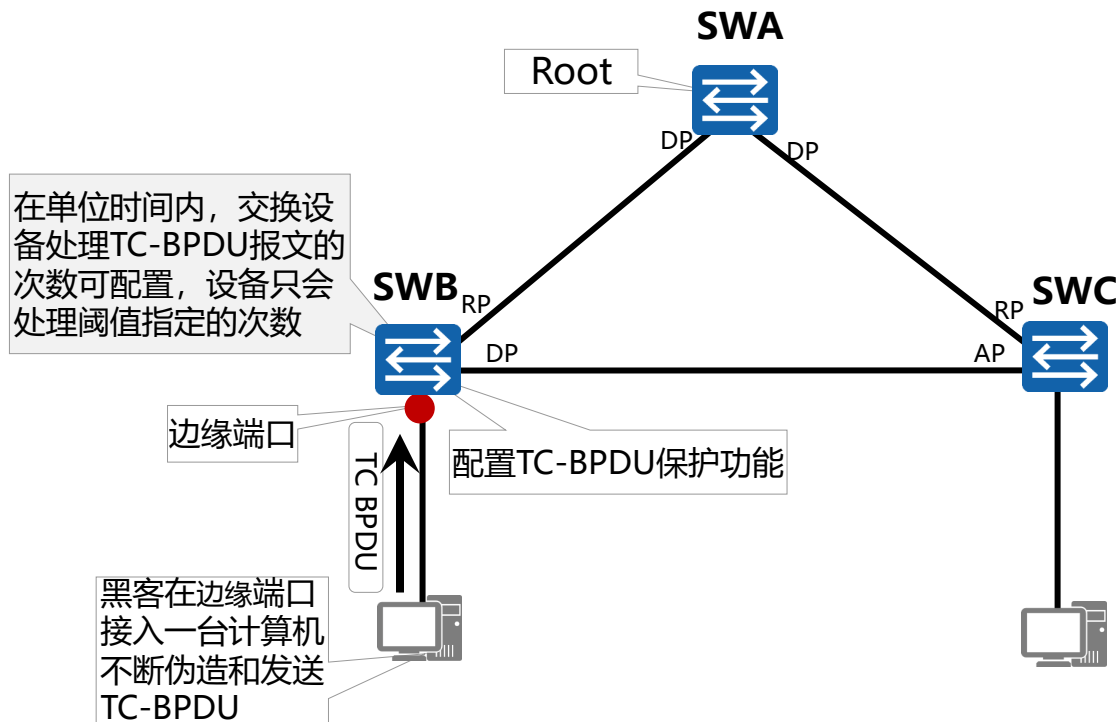 SWA
Root
DP
DP
在单位时间内，交换设
备处理TC-BPDU报文的
次数可配置，设备只会
处理阈值指定的次数
SWB
RP
SWC
RP
DP
AP
边缘端口
配置TC-BPDU保护功能
TC BPDU
黑客在边缘端口
接入一台计算机
不断伪造和发送
TC-BPDU